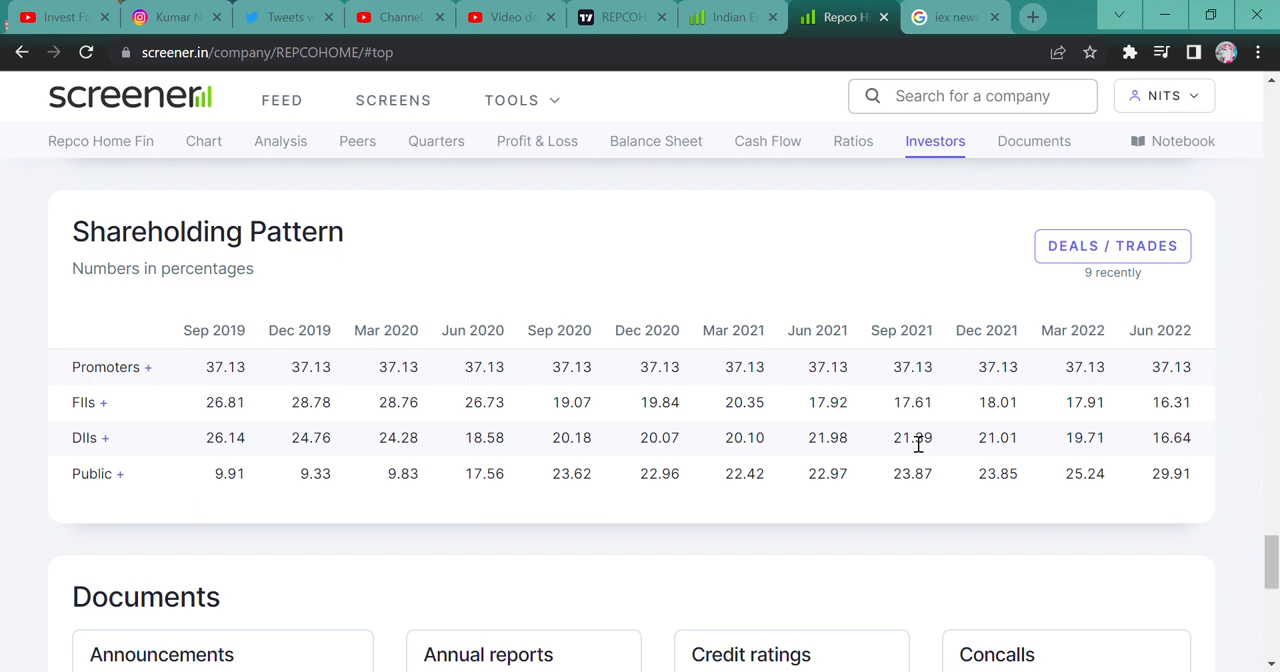 Invest Fo
Kumar N
Tweets w
Channel
Video de
REPCOH
Indian E
Repco H
iex news
screener.in/company/REPCOHOME/#top
screener
FEED
SCREENS
TOOLS
Search for a company
NITS
Repco Home Fin
Chart
Analysis
Peers
Quarters
Profit & Loss
Balance Sheet
Cash Flow
Ratios
Investors
Documents
Notebook
Shareholding Pattern
Numbers in percentages
DEALS / TRADES
9 recently
Sep 2019 Dec 2019 Mar 2020 Jun 2020 Sep 2020 Dec 2020 Mar 2021 Jun 2021 Sep 2021 Dec 2021 Mar 2022 Jun 2022
Promoters + 37.13 37.13 37.13 37.13 37.13 37.13 37.13 37.13 37.13 37.13 37.13 37.13
FIIs + 26.81 28.78 28.76 26.73 19.07 19.84 20.35 17.92 17.61 18.01 17.91 16.31
DIIs + 26.14 24.76 24.28 18.58 20.18 20.07 20.10 21.98 21.01 19.71 16.64
Public + 9.91 9.33 9.83 17.56 23.62 22.96 22.42 22.97 23.87 23.85 25.24 29.91
Documents
Announcements
Annual reports
Credit ratings
Concalls